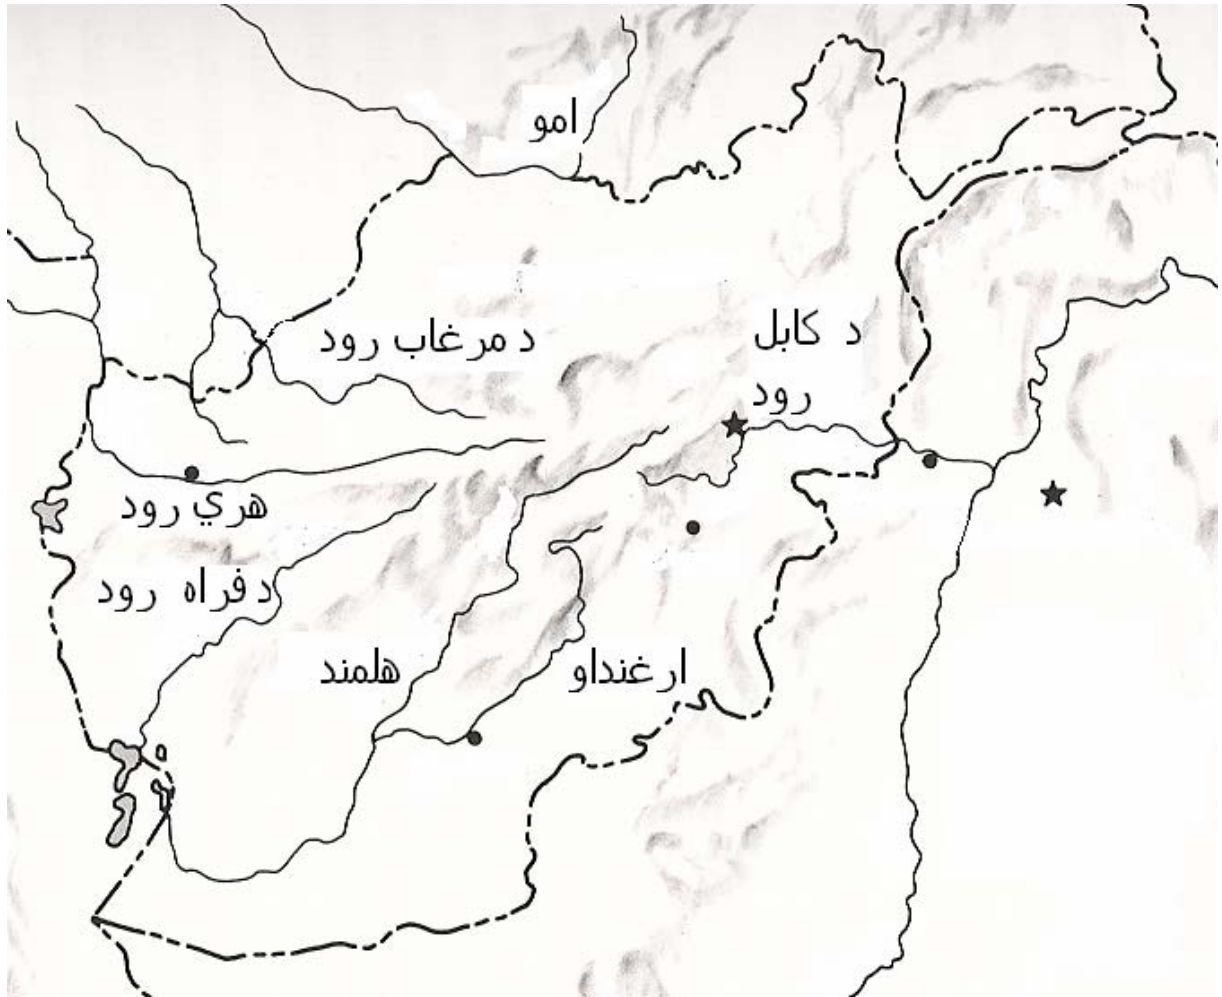 امو
د مرغاب رود
د کابل
رود
هري رود
د فراه رود
هلمند
ارغنداو